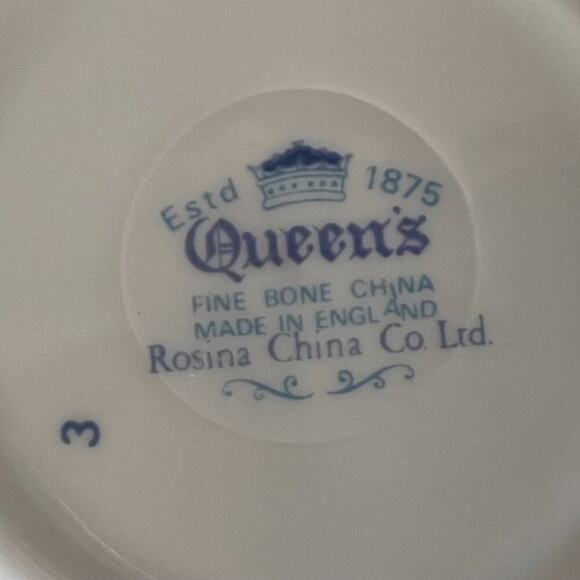 Estd 1875
Queen's
FINE BONE CHINA
MADE IN ENGLAND
Rosina China Co. Ltd.
3